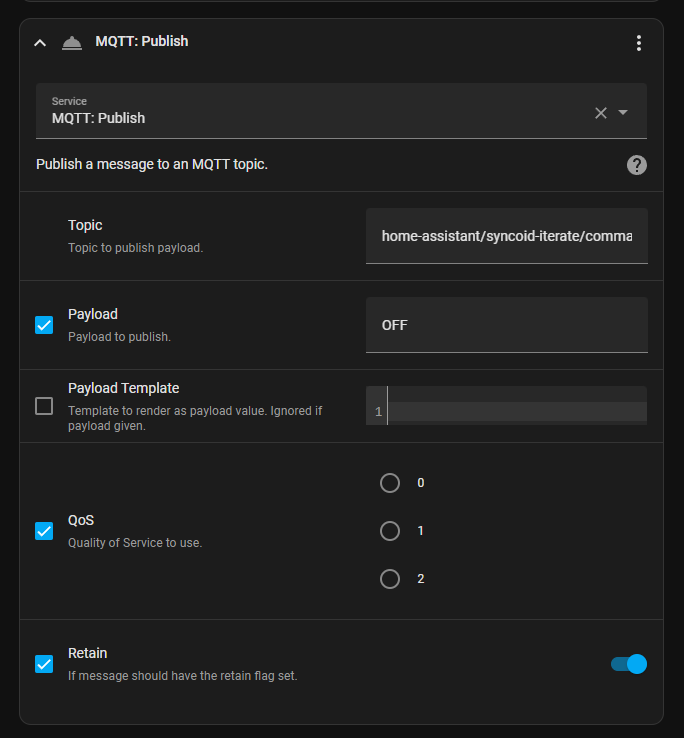 MQTT: Publish
Service
MQTT: Publish
Publish a message to an MQTT topic.
?
Topic
Topic to publish payload.
home-assistant/syncoid-iterate/comma
Payload
Payload to publish.
OFF
Payload Template
Template to render as payload value. Ignored if
payload given.
1
QoS
Quality of Service to use.
0
1
2
Retain
If message should have the retain flag set.